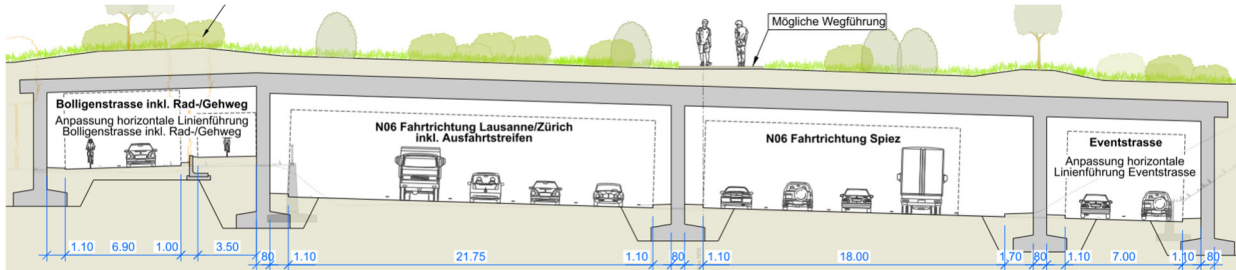 Mögliche Wegführung
Bolligenstrasse inkl. Rad-/Gehweg
Anpassung horizontale Linienführung
Bolligenstrasse inkl. Rad-/Gehweg
N06 Fahrtrichtung Lausanne/Zürich
inkl. Ausfahrtstreifen
N06 Fahrtrichtung Spiez
Eventstrasse
Anpassung horizontale
Linienführung Eventstrasse
1.10 6.90 1.00 3.50 80 1.10 21.75 1.10 80 1.10 18.00 1.70 80 1.10 7.00 1.10 80